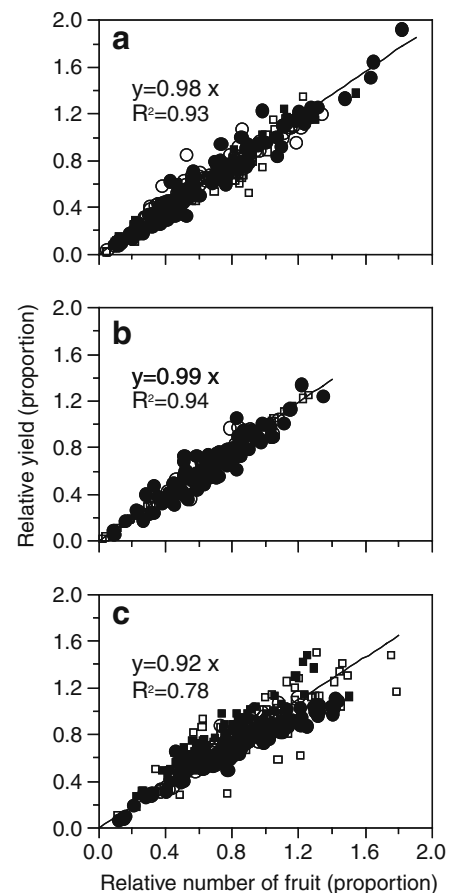 2.0
a
1.6
y=0.98 x
R²=0.93
1.2
0.8
0.4
0.0
2.0
b
1.6
y=0.99 x
R²=0.94
1.2
0.8
0.4
0.0
Relative yield (proportion)
2.0
c
1.6
y=0.92 x
R²=0.78
1.2
0.8
0.4
0.0
0.0 0.4 0.8 1.2 1.6 2.0
Relative number of fruit (proportion)